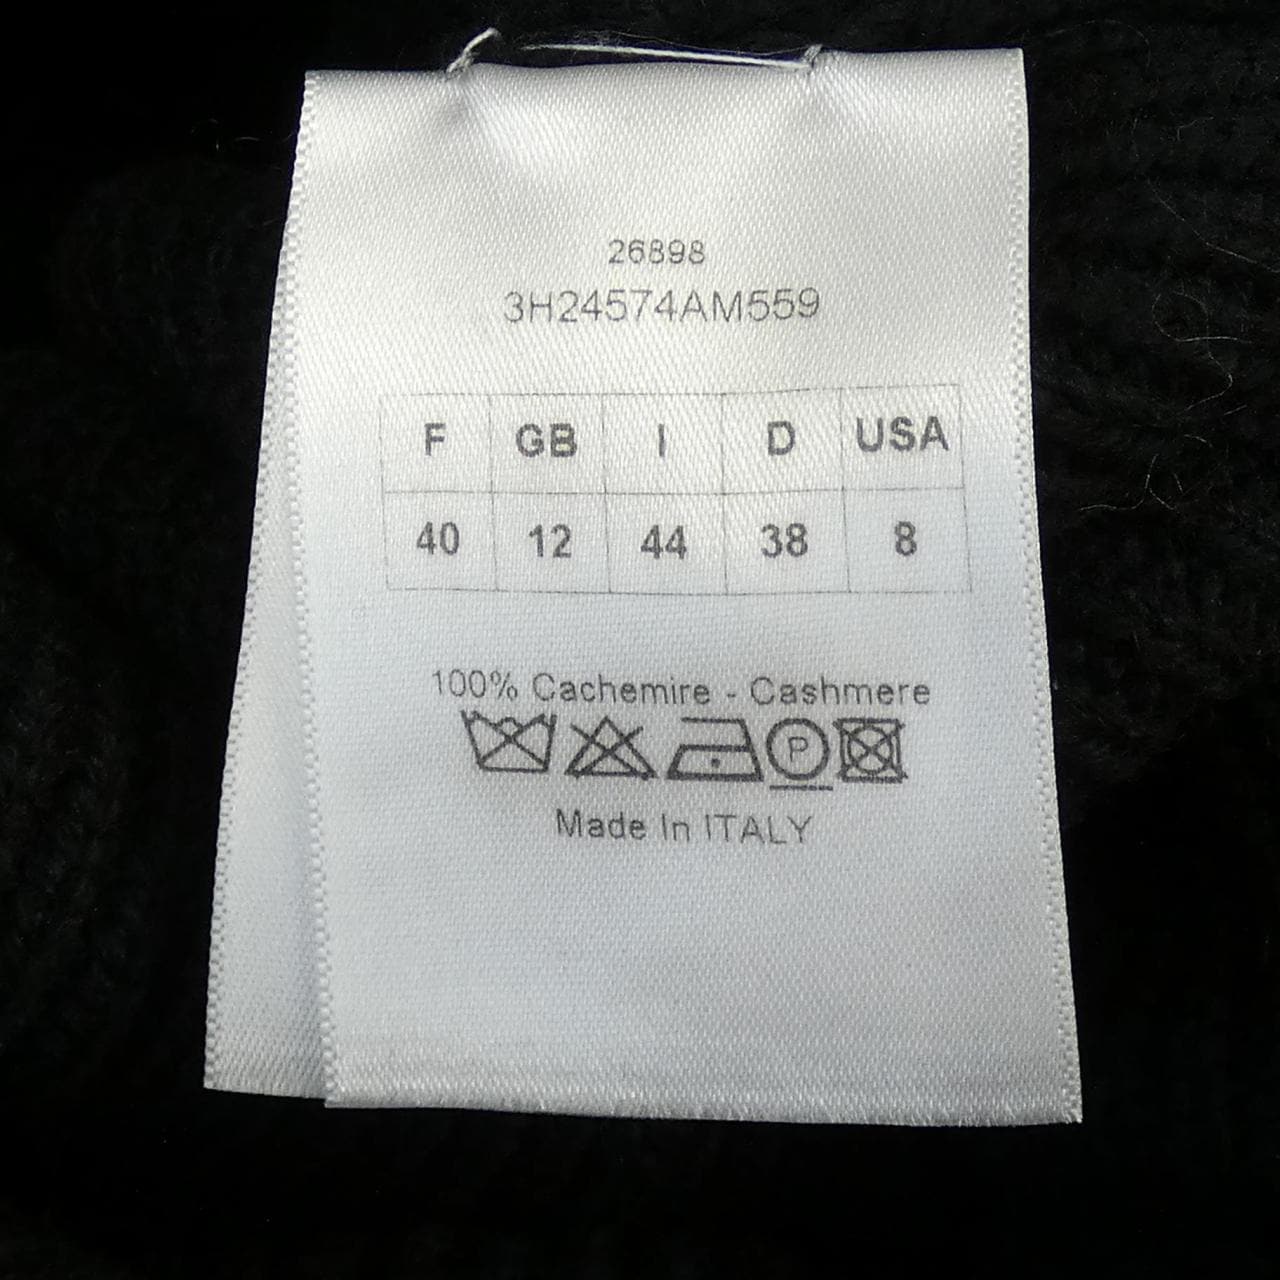 26898
3H24574AM559
F GB I D USA
40 12 44 38 8
100% Cachemire - Cashmere
P
Made In ITALY